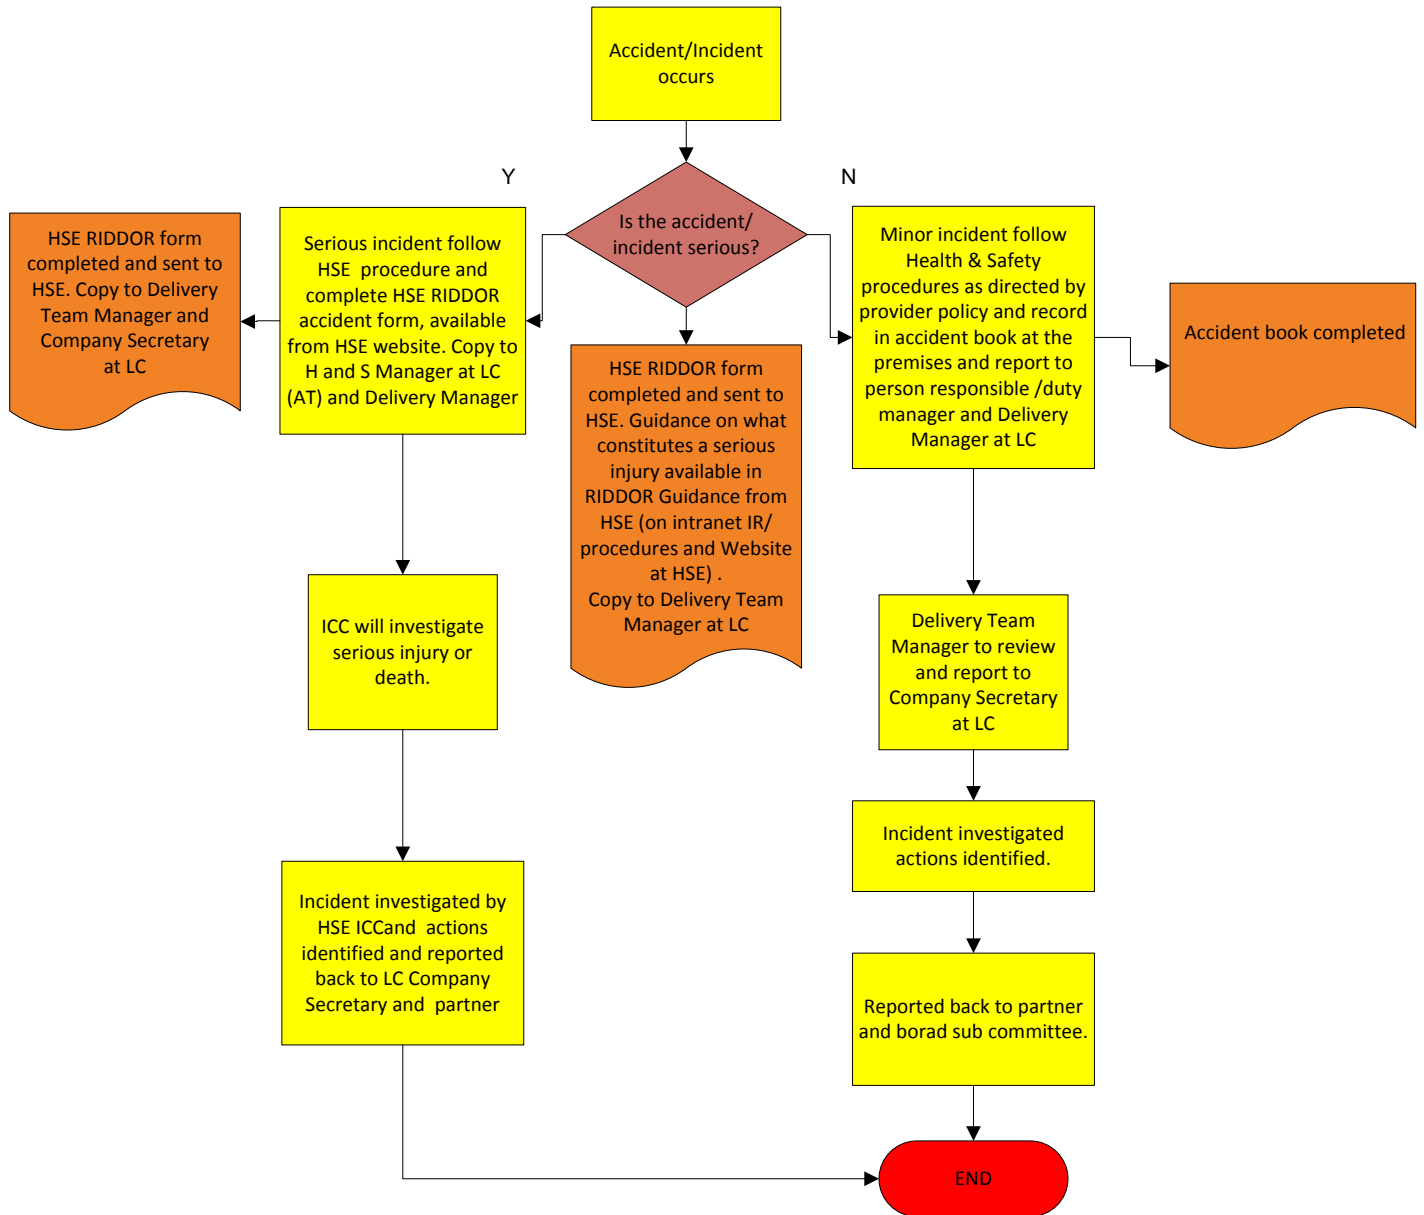 Accident/Incident
occurs
Y
N
Is the accident/
incident serious?
HSE RIDDOR form
completed and sent to
HSE. Copy to Delivery
Team Manager and
Company Secretary
at LC
Serious incident follow
HSE  procedure and
complete HSE RIDDOR
accident form, available
from HSE website. Copy to
H and S Manager at LC
(AT) and Delivery Manager
HSE RIDDOR form
completed and sent to
HSE. Guidance on what
constitutes a serious
injury available in
RIDDOR Guidance from
HSE (on intranet IR/
procedures and Website
at HSE) .
Copy to Delivery Team
Manager at LC
Minor incident follow
Health & Safety
procedures as directed by
provider policy and record
in accident book at the
premises and report to
person responsible /duty
manager and Delivery
Manager at LC
Accident book completed
ICC will investigate
serious injury or
death.
Delivery Team
Manager to review
and report to
Company Secretary
at LC
Incident investigated
actions identified.
Incident investigated by
HSE ICCand  actions
identified and reported
back to LC Company
Secretary and  partner
Reported back to partner
and borad sub committee.
END